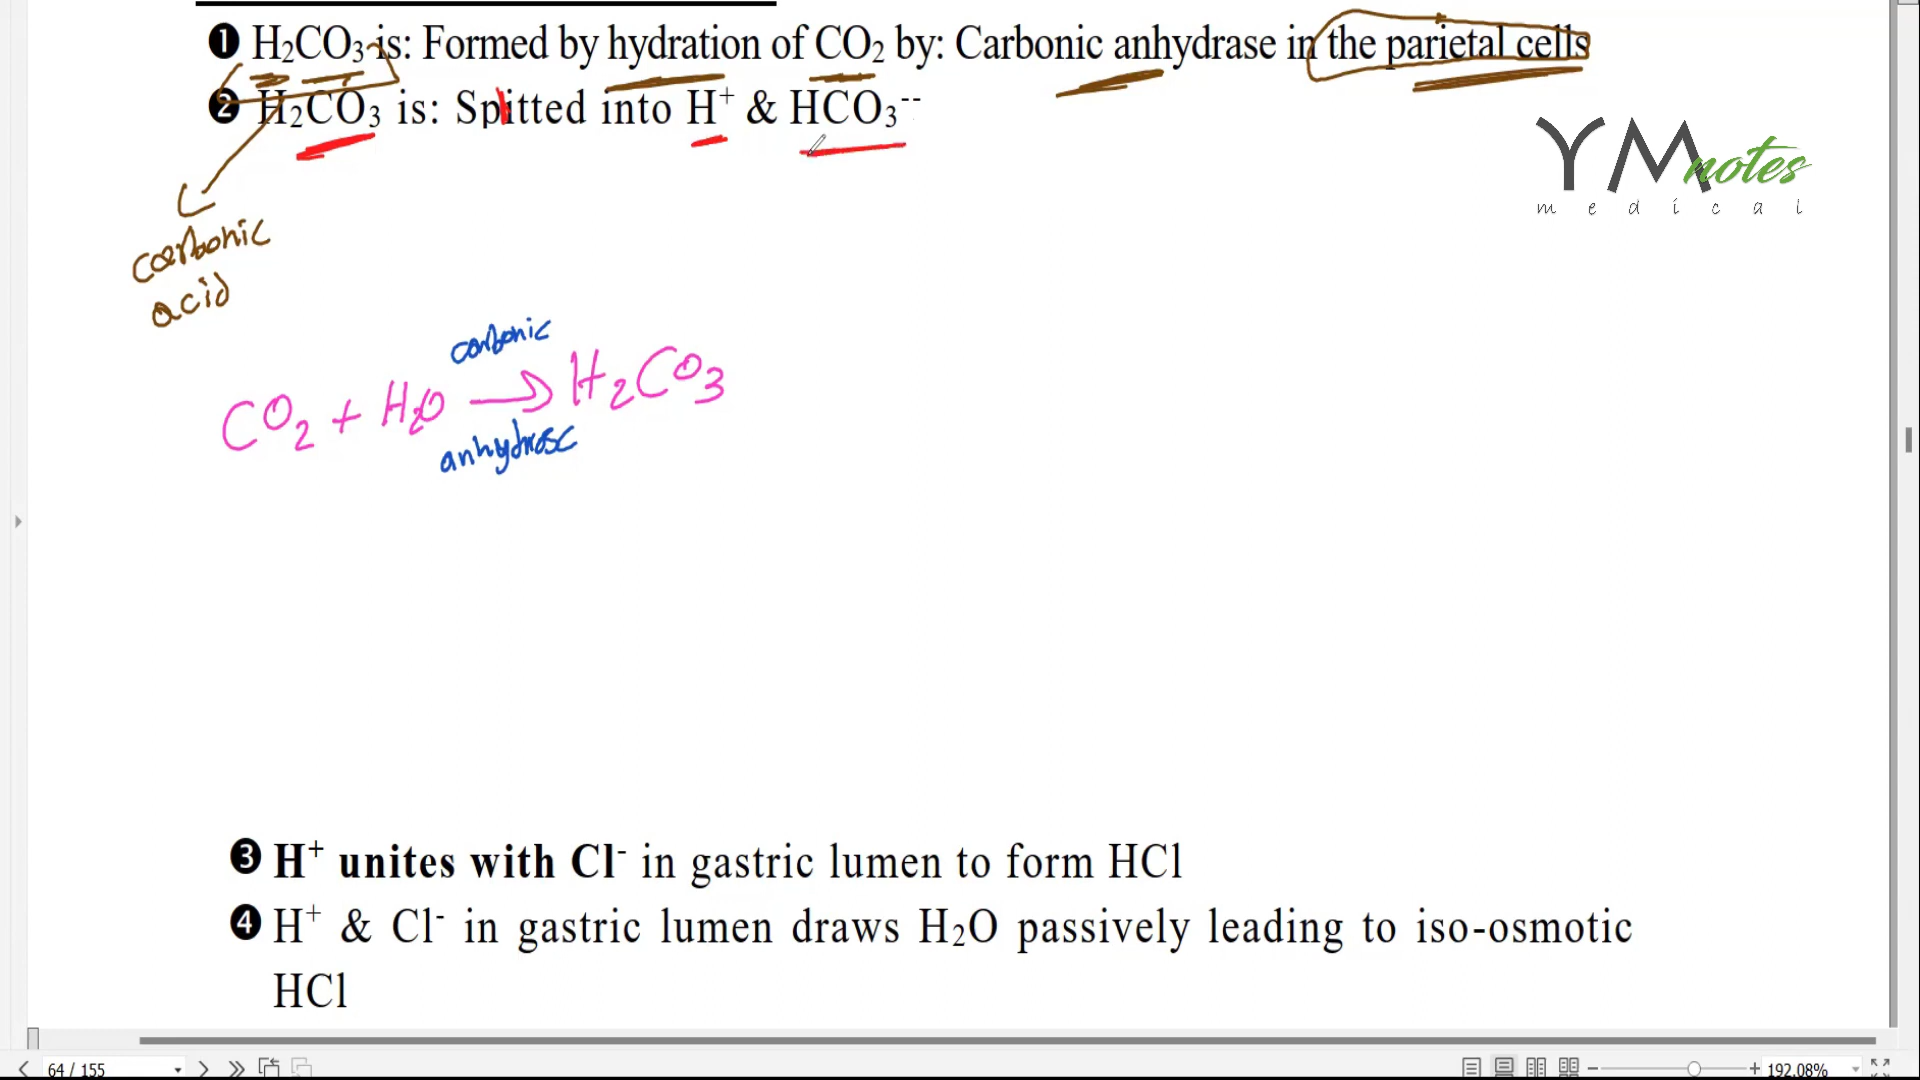 ❶ H₂CO₃ is: Formed by hydration of CO₂ by: Carbonic anhydrase in the parietal cells
❷ H₂CO₃ is: Splitted into H⁺ & HCO₃⁻⁻
YM notes
medical
carbonic
acid
carbonic
CO₂ + H₂O → H₂CO₃
anhydrase
❸ H⁺ unites with Cl⁻ in gastric lumen to form HCl
❹ H⁺ & Cl⁻ in gastric lumen draws H₂O passively leading to iso-osmotic
HCl
64 / 155
192.08%